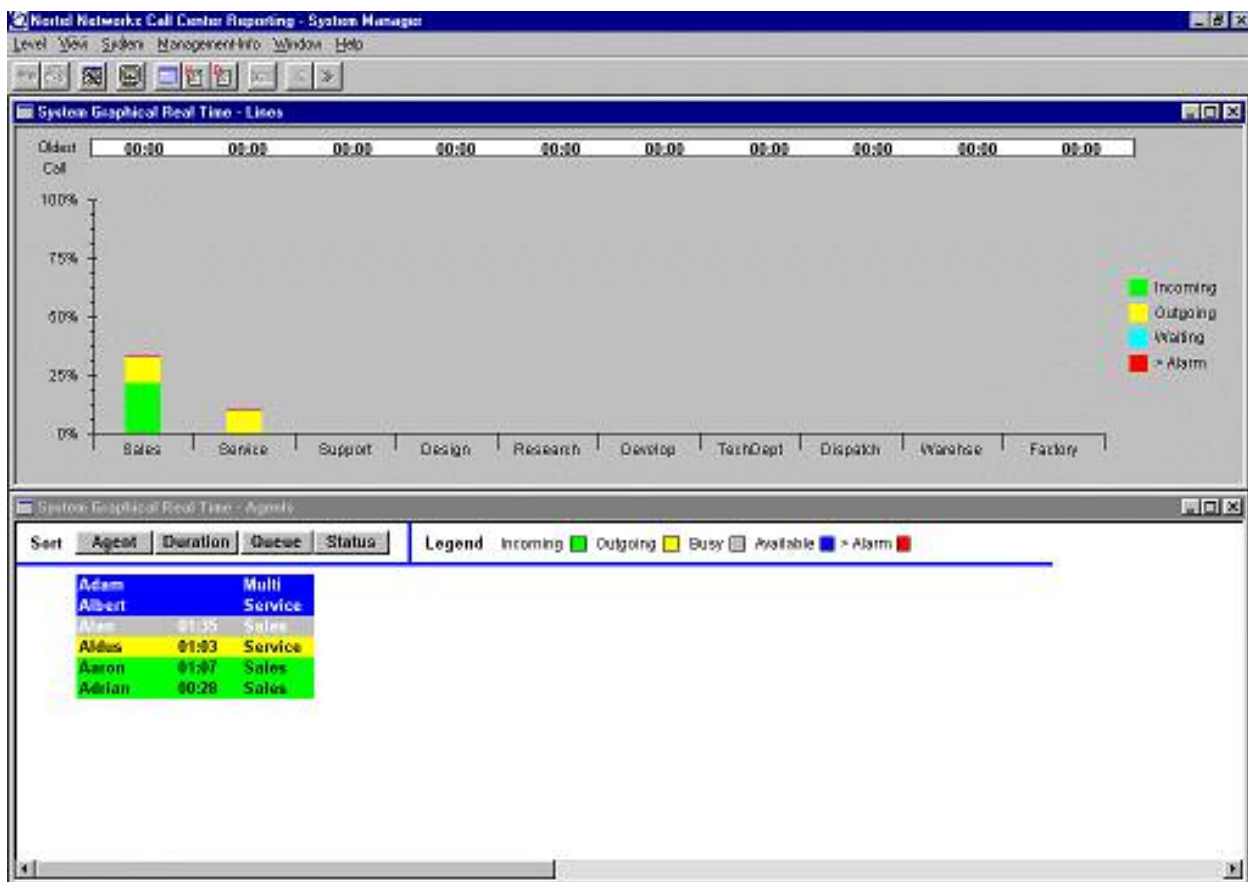 Nortel Networks Call Center Reporting - System Manager
Level View System Management-Info Window Help
System Graphical Real Time - Lines
Oldest 00:00 00:00 00:00 00:00 00:00 00:00 00:00 00:00 00:00 00:00
Call
100%
75%
50%
25%
0%
Incoming
Outgoing
Waiting
> Alarm
Sales Service Support Design Research Develop TechDept Dispatch Warehse Factory
System Graphical Real Time - Agents
Sort Agent Duration Queue Status Legend Incoming Outgoing Busy Available > Alarm
Adam Multi
Albert Service
Alan 01:35 Sales
Aldus 01:03 Service
Aaron 01:07 Sales
Adrian 00:28 Sales